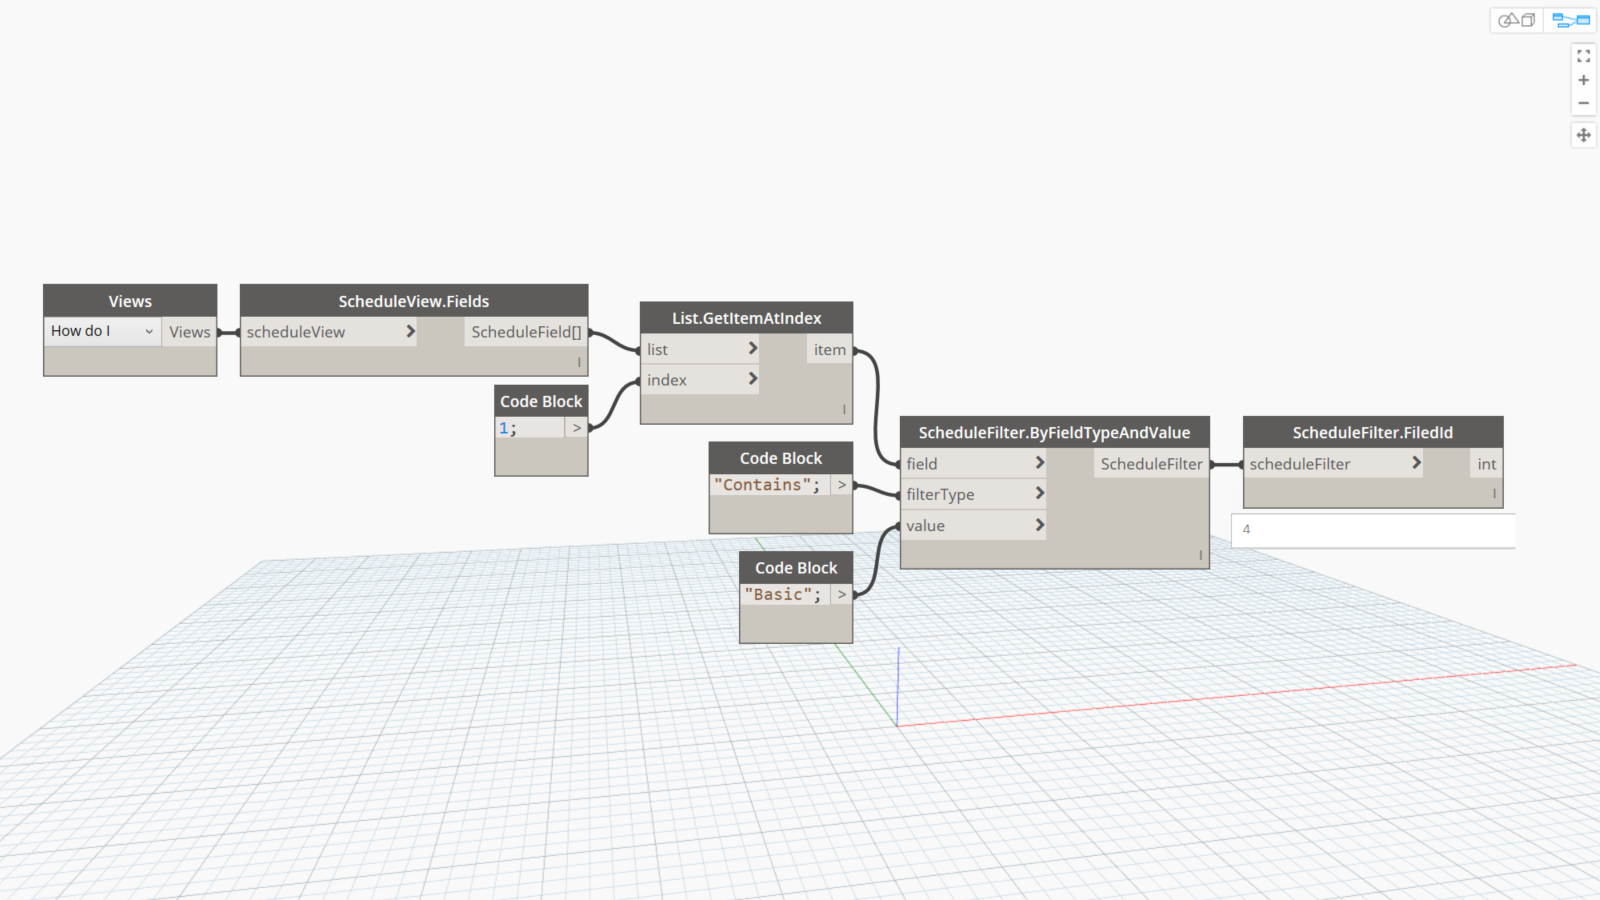 Views
How do I
Views
ScheduleView.Fields
scheduleView
ScheduleField[]
l
Code Block
1;
>
List.GetItemAtIndex
list
item
index
l
Code Block
"Contains";
>
Code Block
"Basic";
>
ScheduleFilter.ByFieldTypeAndValue
field
ScheduleFilter
filterType
value
l
ScheduleFilter.FiledId
scheduleFilter
int
l
4